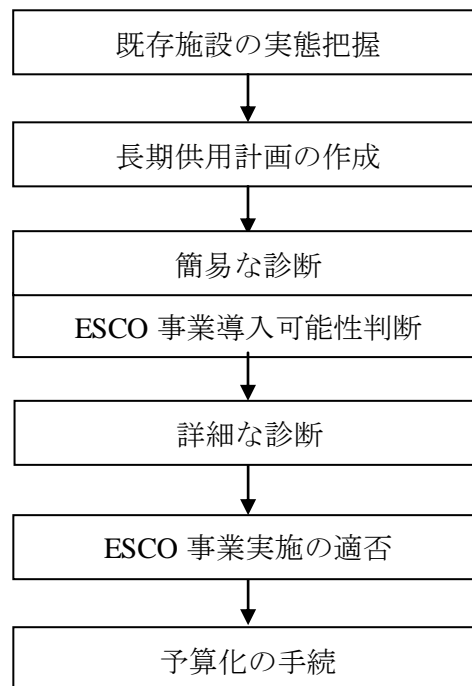 既存施設の実態把握
長期供用計画の作成
簡易な診断
ESCO 事業導入可能性判断
詳細な診断
ESCO 事業実施の適否
予算化の手続